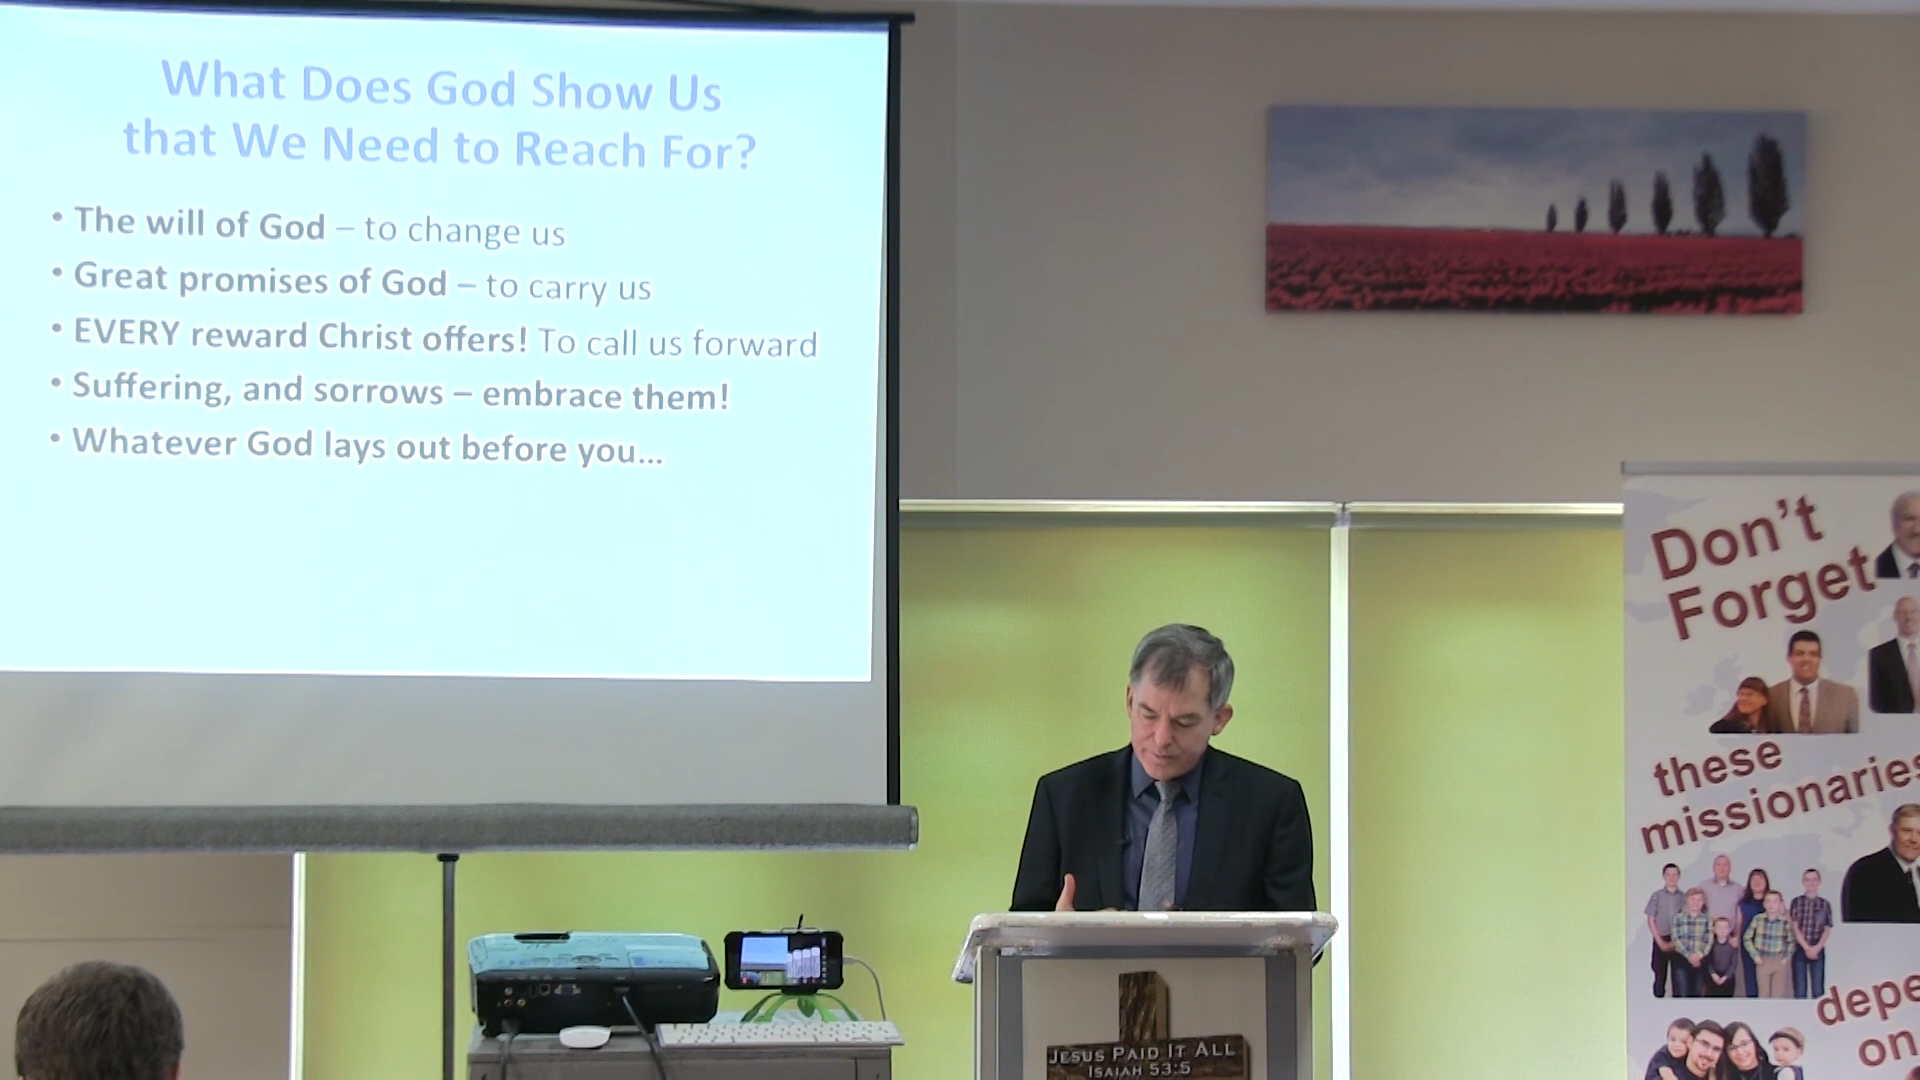 What Does God Show Us
that We Need to Reach For?
• The will of God – to change us
• Great promises of God – to carry us
• EVERY reward Christ offers! To call us forward
• Suffering, and sorrows – embrace them!
• Whatever God lays out before you...
Don't
Forget
these
missionaries
on
JESUS PAID IT ALL
ISAIAH 53:5